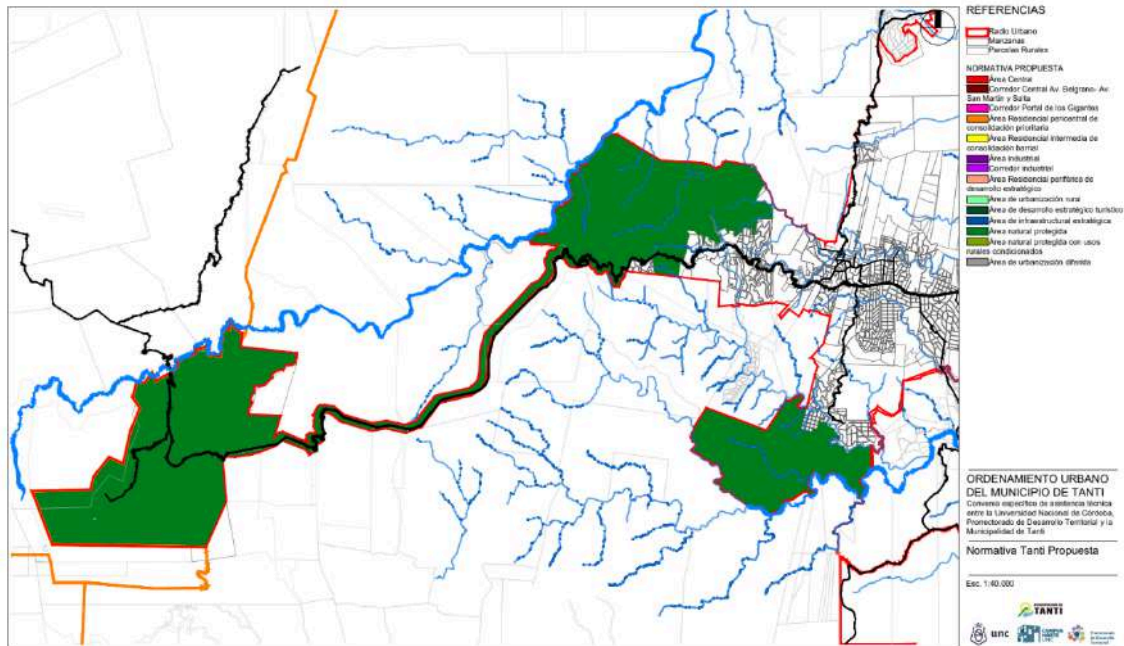 REFERENCIAS
Radio Urbano
Manzanas
Parcelas Rurales
NORMATIVA PROPUESTA
Área Central
Corredor Central Av. Belgrano- Av.
San Martín y Salta
Corredor Portal de los Gigantes
Área Residencial pericentral de
consolidación prioritaria
Área Residencial intermedia de
consolidación barrial
Área industrial
Corredor industrial
Área Residencial periférica de
desarrollo estratégico
Área de urbanización rural
Área de desarrollo estratégico turístico
Área de infraestructural estratégica
Área natural protegida
Área natural protegida con usos
rurales condicionados
Área de urbanización diferida
ORDENAMIENTO URBANO
DEL MUNICIPIO DE TANTI
Convenio específico de asistencia técnica
entre la Universidad Nacional de Córdoba,
Prorrectorado de Desarrollo Territorial y la
Municipalidad de Tanti
Normativa Tanti Propuesta
Esc. 1:40.000
TANTI
unc
CAMPUS
NORTE
UNC